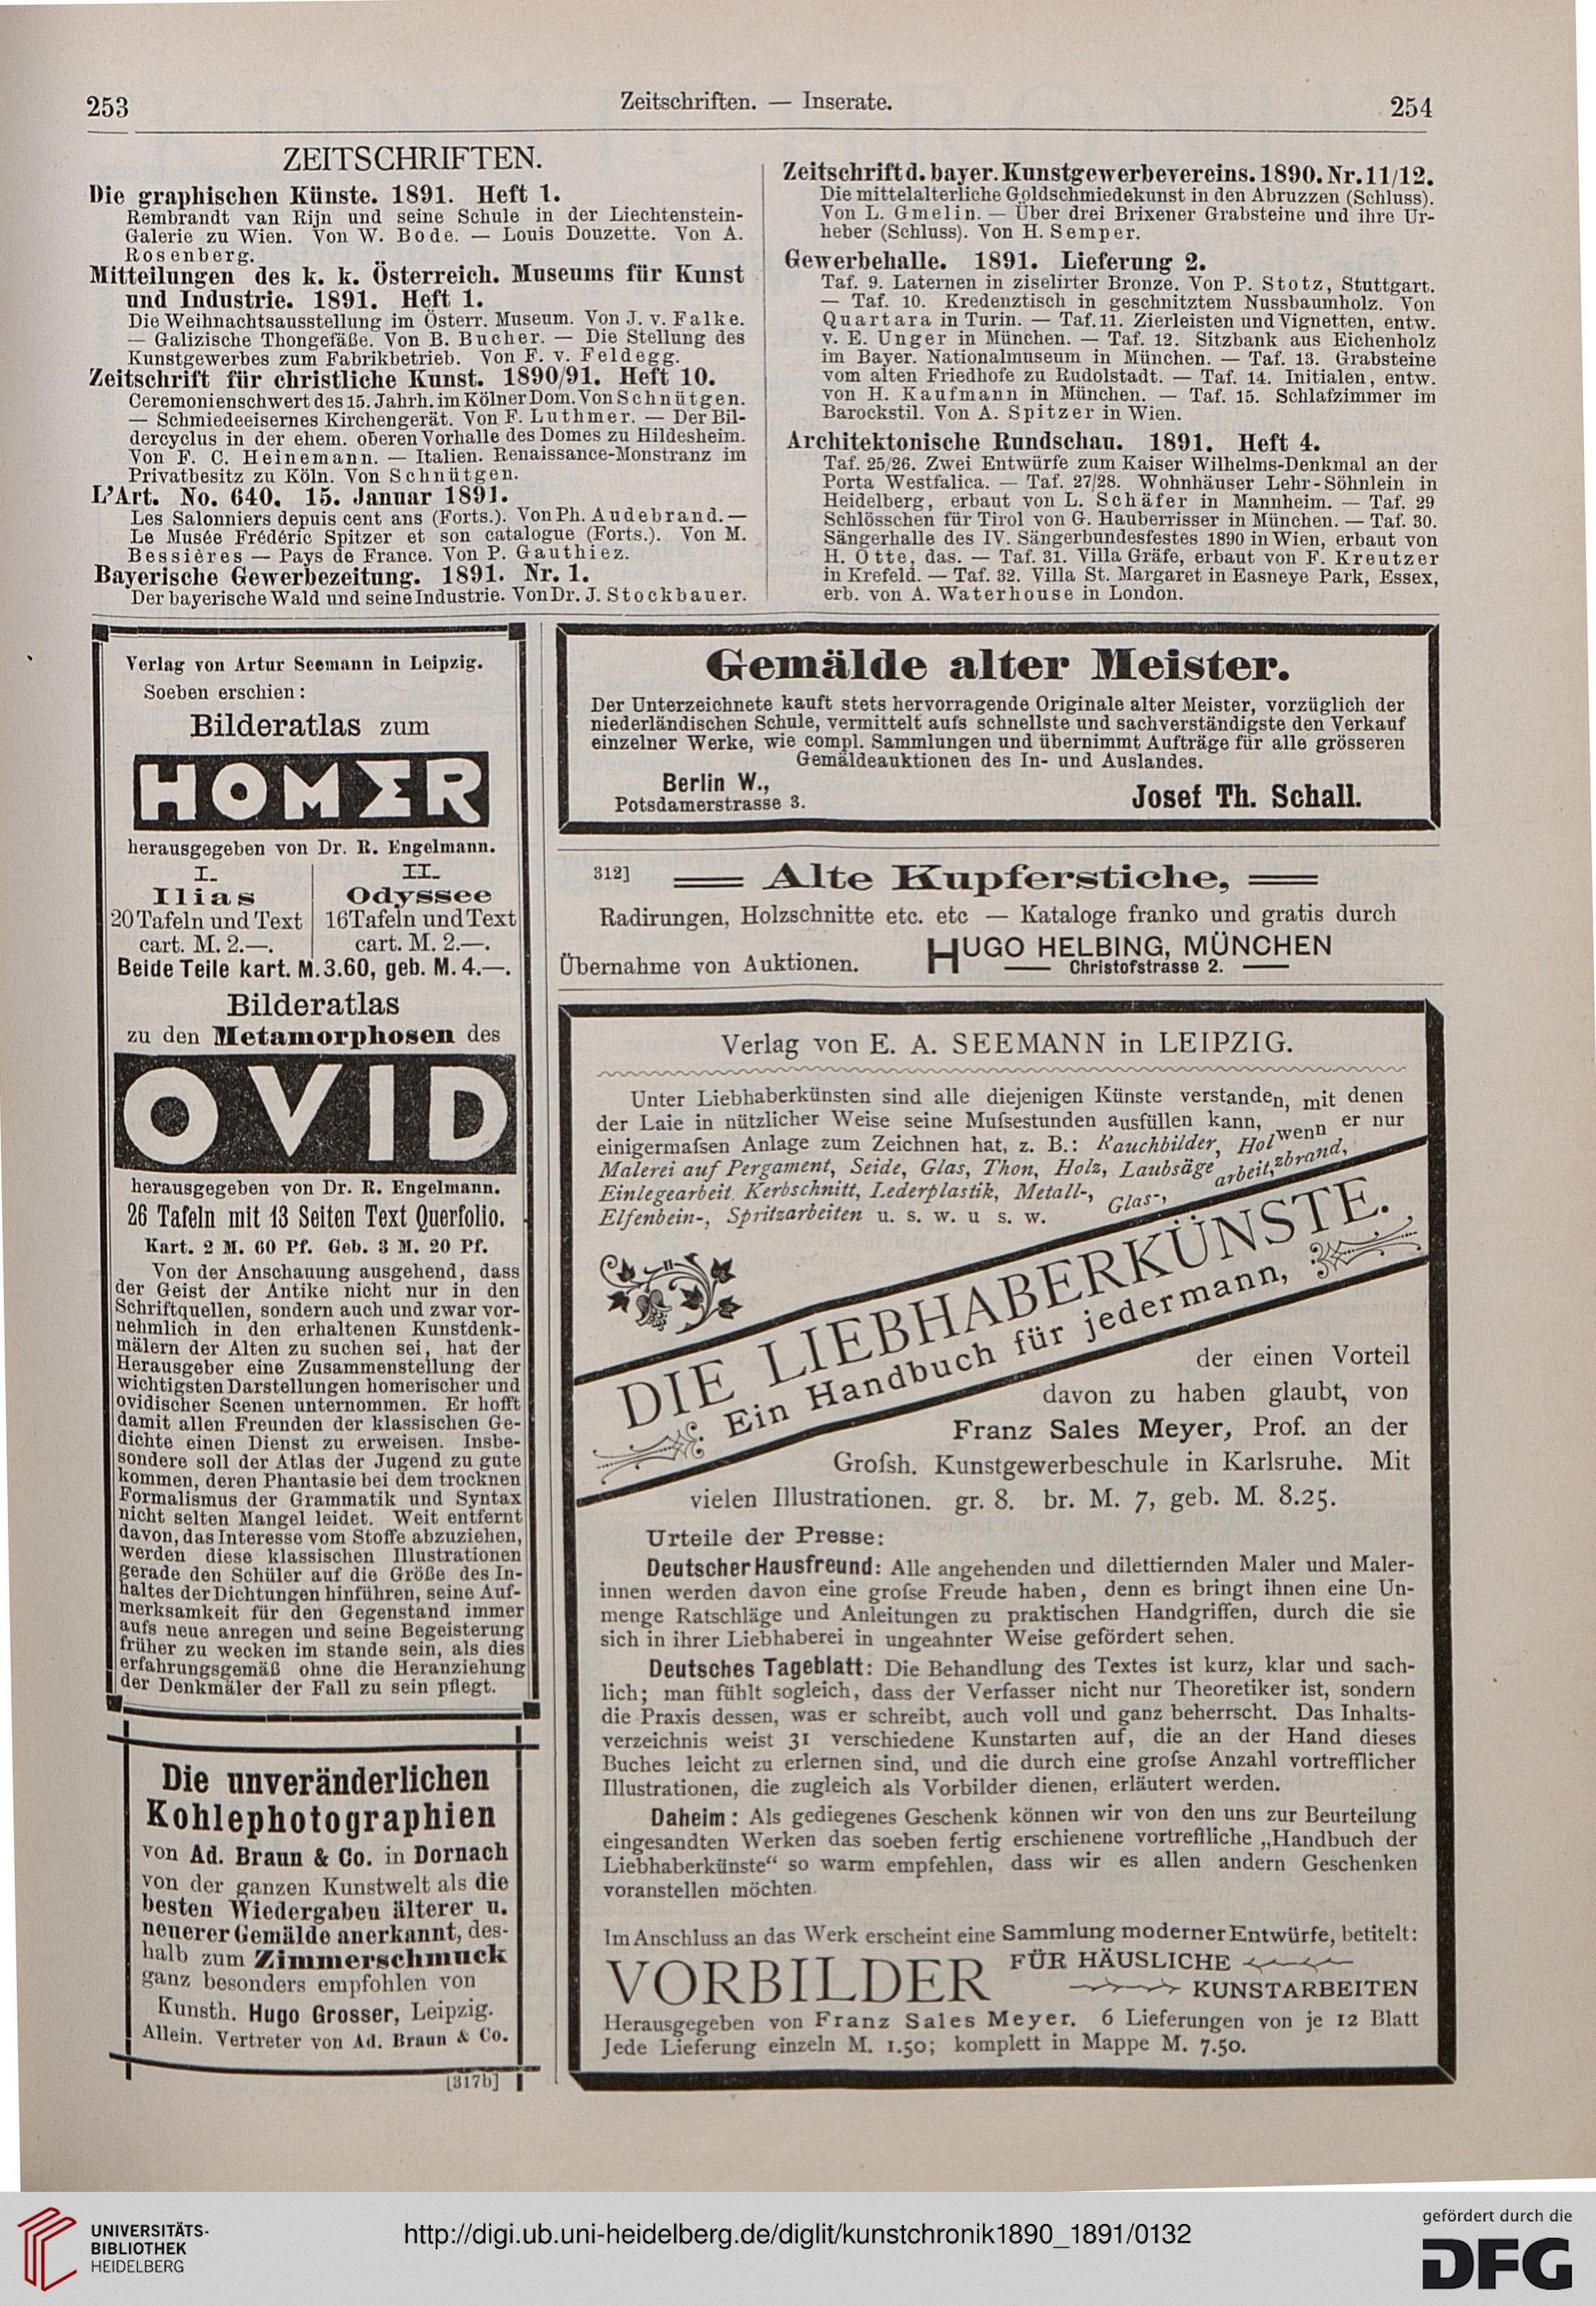 253
Zeitschriften. — Inserate.
254
ZEITSCHRIFTEN.
Die graphischen Künste. 1891. Heft 1.
Rembrandt van Rijn und seine Schule in der Liechtenstein-
Galerie zu Wien. Von W. Bode. — Louis Douzette. Von A.
Rosenberg.
Mitteilungen des k. k. Österreich. Museums für Kunst
und Industrie. 1891. Heft 1.
Die Weihnachtsausstellung im Österr. Museum. Von J. v. Falke.
— Galizische Thongefäße. Von B. Bucher. — Die Stellung des
Kunstgewerbes zum Fabrikbetrieb. Von F. v. Feldegg.
Zeitschrift für christliche Kunst. 1890/91. Heft 10.
Ceremonienschwert des 15. Jahrh. im Kölner Dom. Von Schnütgen.
— Schmiedeeisernes Kirchengerät. Von F. Luthmer. — Der Bil-
dercyclus in der ehem. oberen Vorhalle des Domes zu Hildesheim.
Von F. C. Heinemann. — Italien. Renaissance-Monstranz im
Privatbesitz zu Köln. Von Schnütgen.
L'Art. No. 640. 15. Januar 1891.
Les Salonniers depuis cent ans (Forts.). Von Ph. Audebrand. —
Le Musée Frédéric Spitzer et son catalogue (Forts.). Von M.
Bessières — Pays de France. Von P. Gauthiez.
Bayerische Gewerbezeitung. 1891. Nr. 1.
Der bayerische Wald und seine Industrie. Von Dr. J. Stockbauer.
Zeitschrift d. bayer. Kunstgewerbevereins. 1890. Nr. 11/12.
Die mittelalterliche Goldschmiedekunst in den Abruzzen (Schluss).
Von L. Gmelin. — Über drei Brixener Grabsteine und ihre Ur-
heber (Schluss). Von H. Semper.
Gewerbehalle. 1891. Lieferung 2.
Taf. 9. Laternen in ziselirter Bronze. Von P. Stotz, Stuttgart.
— Taf. 10. Kredenztisch in geschnitztem Nussbaumholz. Von
Quartara in Turin. — Taf. 11. Zierleisten und Vignetten, entw.
v. E. Unger in München. — Taf. 12. Sitzbank aus Eichenholz
im Bayer. Nationalmuseum in München. — Taf. 13. Grabsteine
vom alten Friedhofe zu Rudolstadt. — Taf. 14. Initialen, entw.
von H. Kaufmann in München. — Taf. 15. Schlafzimmer im
Barockstil. Von A. Spitzer in Wien.
Architektonische Rundschau. 1891. Heft 4.
Taf. 25/26. Zwei Entwürfe zum Kaiser Wilhelms-Denkmal an der
Porta Westfalica. — Taf. 27/28. Wohnhäuser Lehr-Söhnlein in
Heidelberg, erbaut von L. Schäfer in Mannheim. — Taf. 29
Schlösschen für Tirol von G. Hauberrisser in München. — Taf. 30.
Sängerhalle des IV. Sängerbundesfestes 1890 in Wien, erbaut von
H. Otte, das. — Taf. 31. Villa Gräfe, erbaut von F. Kreutzer
in Krefeld. — Taf. 32. Villa St. Margaret in Easneye Park, Essex,
erb. von A. Waterhouse in London.
Verlag von Artur Seemann in Leipzig.
Soeben erschien:
Bilderatlas zum
HOMER
herausgegeben von Dr. R. Engelmann.
I.
Ilias
20 Tafeln und Text
cart. M. 2.—.
II.
Odyssee
16 Tafeln und Text
cart. M. 2.—.
Beide Teile kart. M. 3.60, geb. M. 4.—.
Bilderatlas
zu den Metamorphosen des
OVID
herausgegeben von Dr. R. Engelmann.
26 Tafeln mit 13 Seiten Text Querfolio.
Kart. 2 M. 60 Pf. Geb. 3 M. 20 Pf.
Von der Anschauung ausgehend, dass
der Geist der Antike nicht nur in den
Schriftquellen, sondern auch und zwar vor-
nehmlich in den erhaltenen Kunstdenk-
mälern der Alten zu suchen sei, hat der
Herausgeber eine Zusammenstellung der
wichtigsten Darstellungen homerischer und
ovidischer Scenen unternommen. Er hofft
damit allen Freunden der klassischen Ge-
dichte einen Dienst zu erweisen. Insbe-
sondere soll der Atlas der Jugend zu gute
kommen, deren Phantasie bei dem trocknen
Formalismus der Grammatik und Syntax
nicht selten Mangel leidet. Weit entfernt
davon, das Interesse vom Stoffe abzuziehen,
werden diese klassischen Illustrationen
gerade den Schüler auf die Größe des In-
haltes der Dichtungen hinführen, seine Auf-
merksamkeit für den Gegenstand immer
aufs neue anregen und seine Begeisterung
früher zu wecken im stande sein, als dies
erfahrungsgemäß ohne die Heranziehung
der Denkmäler der Fall zu sein pflegt.
Die unveränderlichen
Kohlephotographien
von Ad. Braun & Co. in Dornach
von der ganzen Kunstwelt als die
besten Wiedergaben älterer u.
neuerer Gemälde anerkannt, des-
halb zum Zimmerschmuck
ganz besonders empfohlen von
Kunsth. Hugo Grosser, Leipzig.
Allein. Vertreter von Ad. Braun & Co.
[317b]
Gemälde alter Meister.
Der Unterzeichnete kauft stets hervorragende Originale alter Meister, vorzüglich der
niederländischen Schule, vermittelt aufs schnellste und sachverständigste den Verkauf
einzelner Werke, wie compl. Sammlungen und übernimmt Aufträge für alle grösseren
Gemäldeauktionen des In- und Auslandes.
Berlin W.,
Potsdamerstrasse 3.
Josef Th. Schall.
312]
Alte Kupferstiche,
Radirungen, Holzschnitte etc. etc — Kataloge franko und gratis durch
Übernahme von Auktionen.
HUGO HELBING, MÜNCHEN
Christofstrasse 2.
Verlag von E. A. SEEMANN in LEIPZIG.
Unter Liebhaberkünsten sind alle diejenigen Künste verstanden, mit denen
der Laie in nützlicher Weise seine Mufsestunden ausfüllen kann, wenn er nur
einigermafsen Anlage zum Zeichnen hat, z. B.: Rauchbilder, Holzbrand,
Malerei auf Pergament, Seide, Glas, Thon, Holz, Laubsägearbeit,
Einlegearbeit, Kerbschnitt, Lederplastik, Metall-, Glas-,
Elfenbein-, Spritzarbeiten u. s. w. u s. w.
DIE LIEBHABERKÜNSTE.
Ein Handbuch für jedermann,
der einen Vorteil
davon zu haben glaubt, von
Franz Sales Meyer, Prof. an der
Grofsh. Kunstgewerbeschule in Karlsruhe. Mit
vielen Illustrationen. gr. 8. br. M. 7, geb. M. 8.25.
Urteile der Presse:
Deutscher Hausfreund: Alle angehenden und dilettiernden Maler und Maler-
innen werden davon eine grofse Freude haben, denn es bringt ihnen eine Un-
menge Ratschläge und Anleitungen zu praktischen Handgriffen, durch die sie
sich in ihrer Liebhaberei in ungeahnter Weise gefördert sehen.
Deutsches Tageblatt: Die Behandlung des Textes ist kurz, klar und sach-
lich; man fühlt sogleich, dass der Verfasser nicht nur Theoretiker ist, sondern
die Praxis dessen, was er schreibt, auch voll und ganz beherrscht. Das Inhalts-
verzeichnis weist 31 verschiedene Kunstarten auf, die an der Hand dieses
Buches leicht zu erlernen sind, und die durch eine grofse Anzahl vortrefflicher
Illustrationen, die zugleich als Vorbilder dienen, erläutert werden.
Daheim: Als gediegenes Geschenk können wir von den uns zur Beurteilung
eingesandten Werken das soeben fertig erschienene vortreffliche „Handbuch der
Liebhaberkünste“ so warm empfehlen, dass wir es allen andern Geschenken
voranstellen möchten.
Im Anschluss an das Werk erscheint eine Sammlung moderner Entwürfe, betitelt:
VORBILDER FÜR HÄUSLICHE
KUNSTARBEITEN
Herausgegeben von Franz Sales Meyer. 6 Lieferungen von je 12 Blatt
Jede Lieferung einzeln M. 1.50; komplett in Mappe M. 7.50.
UNIVERSITÄTS-
BIBLIOTHEK
HEIDELBERG
http://digi.ub.uni-heidelberg.de/diglit/kunstchronik1890_1891/0132
gefördert durch die
DFG